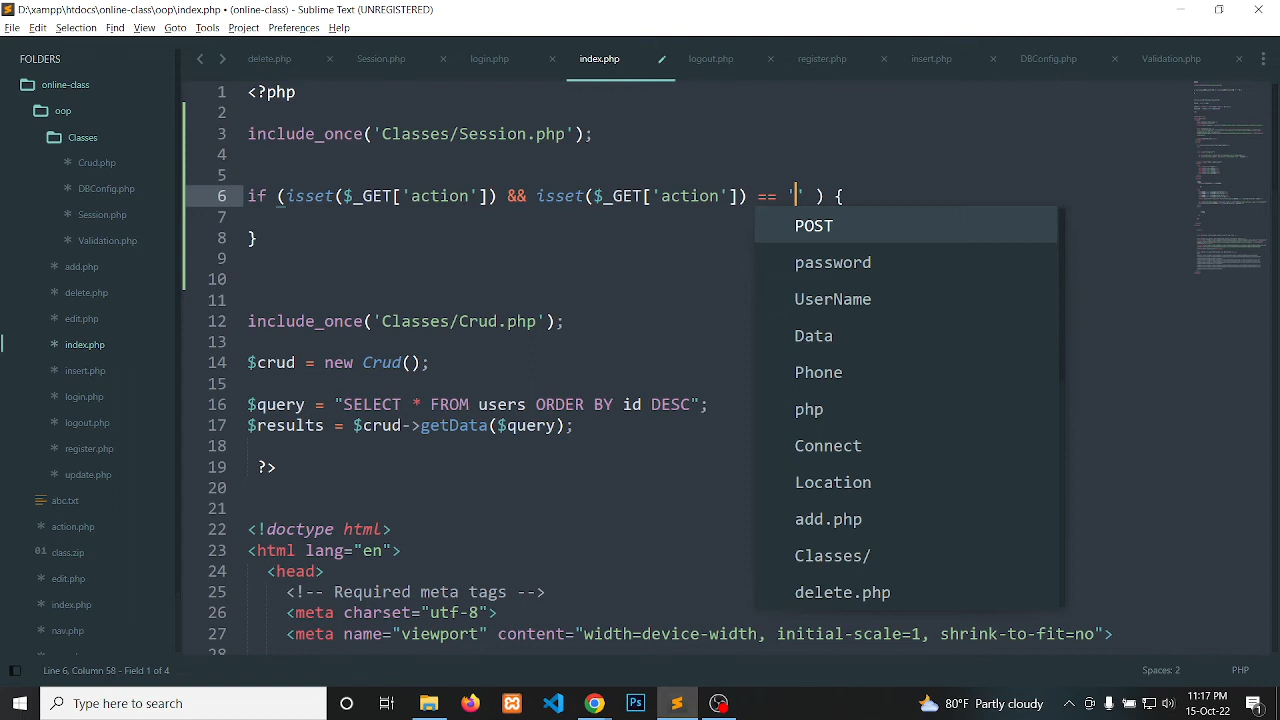 D:\xampp\htdocs\online-class\oop\index.php • (online-class) - Sublime Text (UNREGISTERED)
File Edit Selection Find View Goto Tools Project Preferences Help
FOLDERS
online-class
oop
Classes
Crud.php
DBConfig.php
Session.php
Validation.php
add.php
delete.php
edit.php
index.php
insert.php
login.php
logout.php
register.php
update.php
abc.txt
action.php
class.zip
edit.php
index.php
nav.php
delete.php Session.php login.php index.php logout.php register.php insert.php DBConfig.php Validation.php
1 <?php
2
3 include_once('Classes/Session.php');
4
5
6 if (isset($_GET['action']) && isset($_GET['action']) == '' ) {
7
8 }
9
10
11
12 include_once('Classes/Crud.php');
13
14 $crud = new Crud();
15
16 $query = "SELECT * FROM users ORDER BY id DESC";
17 $results = $crud->getData($query);
18
19 ?>
20
21
22 <!doctype html>
23 <html lang="en">
24 <head>
25 <!-- Required meta tags -->
26 <meta charset="utf-8">
27 <meta name="viewport" content="width=device-width, initial-scale=1, shrink-to-fit=no">
28
POST
password
UserName
Data
Phone
php
Connect
Location
add.php
Classes/
delete.php
Line 6, Column 58 - Field 1 of 4
Spaces: 2
PHP
Type here to search
80°F Partly cloudy
11:17 PM
15-Oct-22